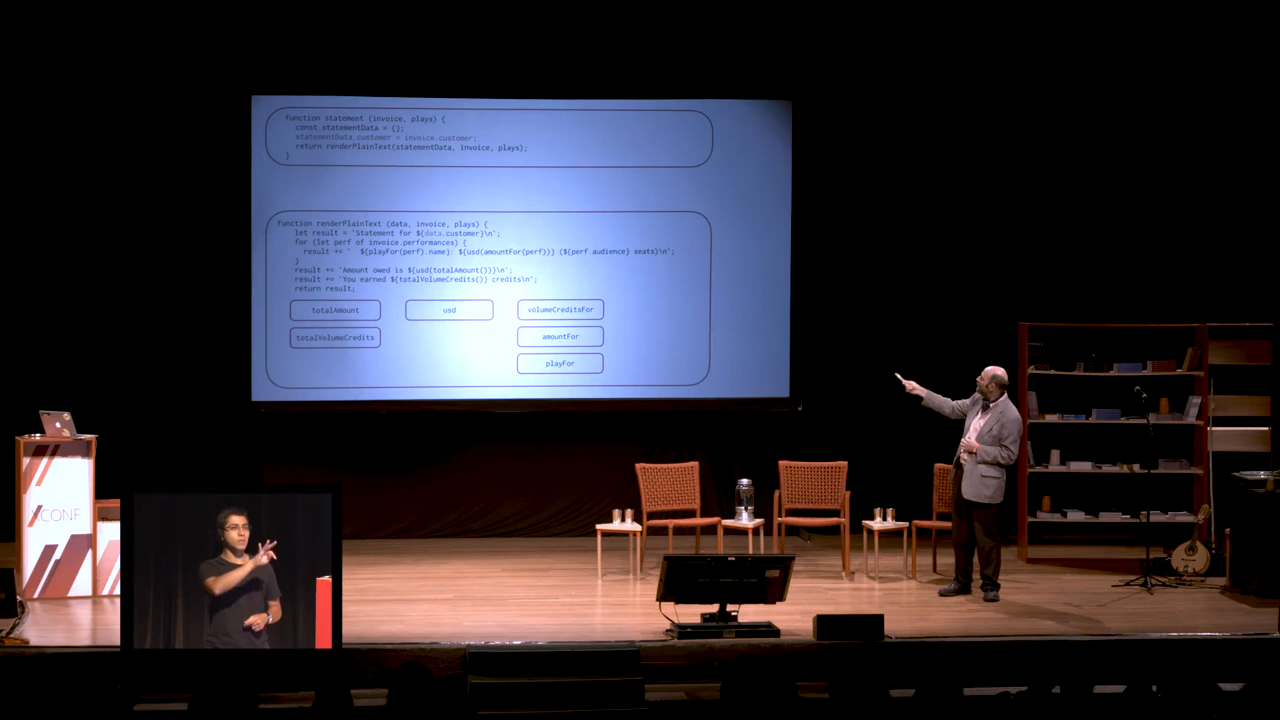 function statement (invoice, plays) {
const statementData = {};
statementData.customer = invoice.customer;
return renderPlainText(statementData, invoice, plays);
}
function renderPlainText (data, invoice, plays) {
let result = 'Statement for ${data.customer}\n';
for (let perf of invoice.performances) {
result += '  ${playFor(perf).name}: ${usd(amountFor(perf))} (${perf.audience} seats)\n';
}
result += 'Amount owed is ${usd(totalAmount())}\n';
result += 'You earned ${totalVolumeCredits()} credits\n';
return result;
totalAmount
usd
volumeCreditsFor
totalVolumeCredits
amountFor
playFor
XCONF